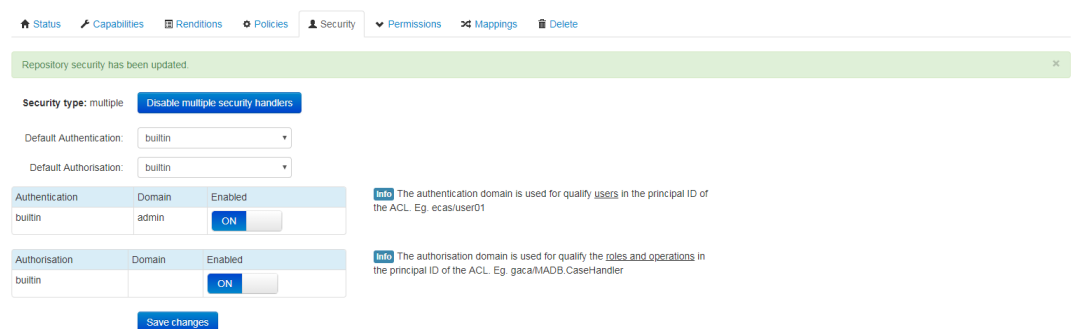 Status Capabilities Renditions Policies Security Permissions Mappings Delete
Repository security has been updated. ×
Security type: multiple Disable multiple security handlers
Default Authentication: builtin
Default Authorisation: builtin
Authentication Domain Enabled
builtin admin ON
Info The authentication domain is used for qualify users in the principal ID of
the ACL. Eg. ecas/user01
Authorisation Domain Enabled
builtin ON
Info The authorisation domain is used for qualify the roles and operations in
the principal ID of the ACL. Eg. gaca/MADB.CaseHandler
Save changes